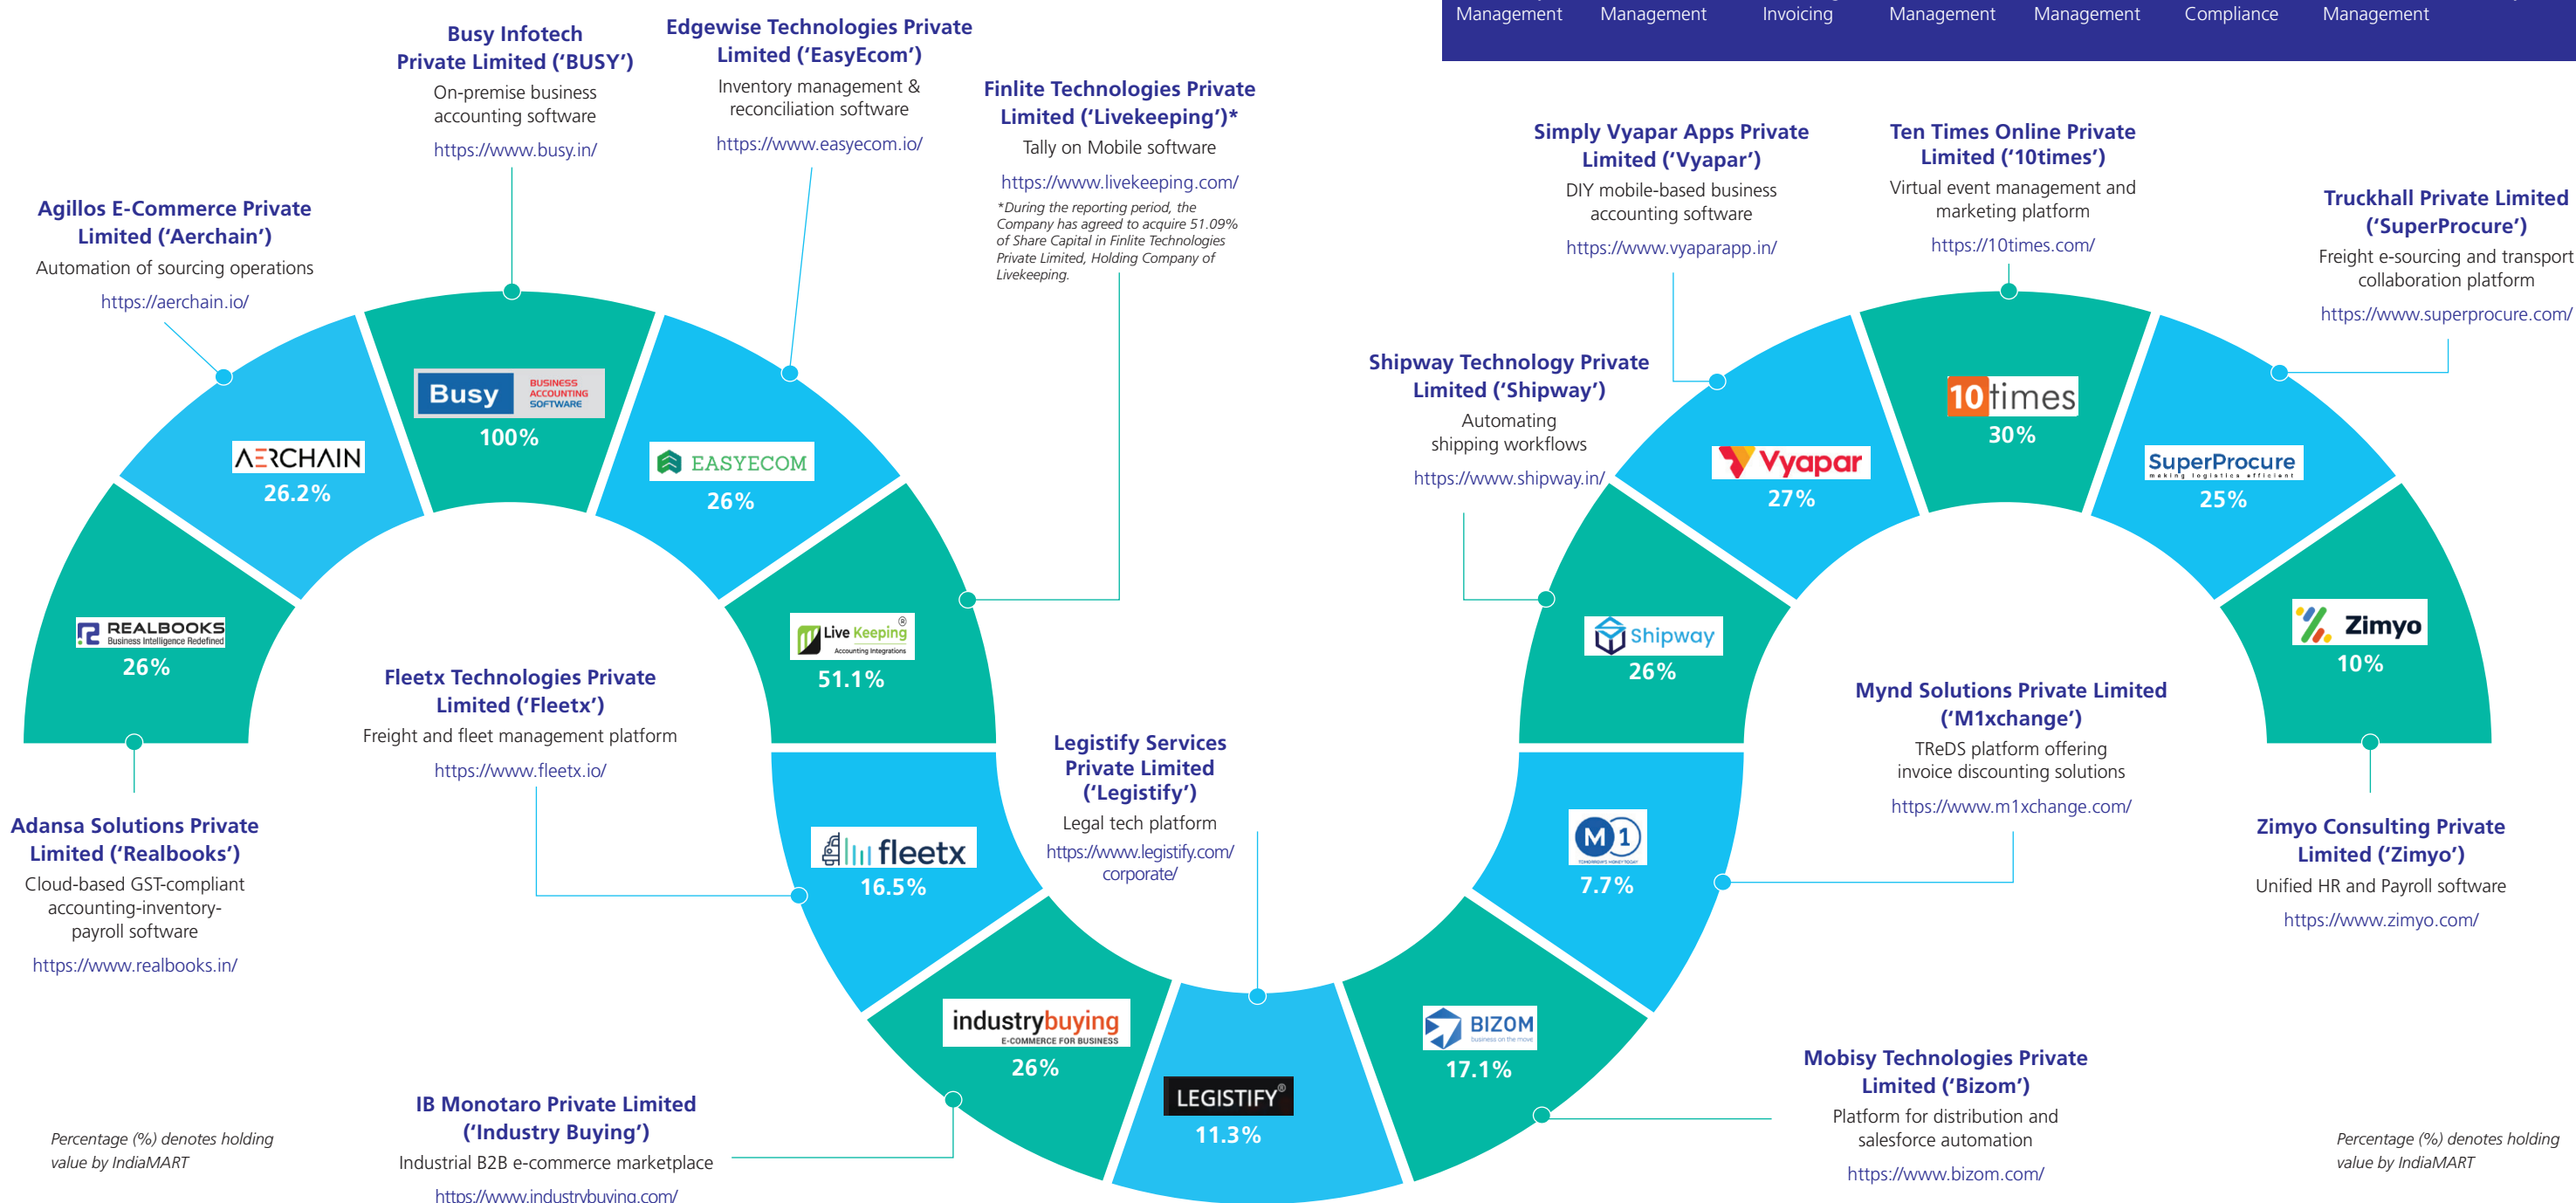 Management
Management
Invoicing
Management
Management
Compliance
Management
Busy Infotech
Private Limited (‘BUSY’)
On-premise business
accounting software
https://www.busy.in/
Edgewise Technologies Private
Limited (‘EasyEcom’)
Inventory management &
reconciliation software
https://www.easyecom.io/
Finlite Technologies Private
Limited (‘Livekeeping’)*
Tally on Mobile software
https://www.livekeeping.com/
*During the reporting period, the
Company has agreed to acquire 51.09%
of Share Capital in Finlite Technologies
Private Limited, Holding Company of
Livekeeping.
Agillos E-Commerce Private
Limited (‘Aerchain’)
Automation of sourcing operations
https://aerchain.io/
Simply Vyapar Apps Private
Limited (‘Vyapar’)
DIY mobile-based business
accounting software
https://www.vyaparapp.in/
Ten Times Online Private
Limited (‘10times’)
Virtual event management and
marketing platform
https://10times.com/
Truckhall Private Limited
(‘SuperProcure’)
Freight e-sourcing and transport
collaboration platform
https://www.superprocure.com/
Shipway Technology Private
Limited (‘Shipway’)
Automating
shipping workflows
https://www.shipway.in/
REALBOOKS
Business Intelligence Redefined
26%
AERCHAIN
26.2%
Busy
BUSINESS
ACCOUNTING
SOFTWARE
100%
EASYECOM
26%
Live Keeping®
Accounting Integrations
51.1%
fleetx
16.5%
industrybuying
E-COMMERCE FOR BUSINESS
26%
LEGISTIFY®
11.3%
BIZOM
business on the move
17.1%
M1
TOMORROW'S MONEY TODAY
7.7%
Shipway
26%
Vyapar
27%
10times
30%
SuperProcure
making logistics efficient
25%
Zimyo
10%
Fleetx Technologies Private
Limited (‘Fleetx’)
Freight and fleet management platform
https://www.fleetx.io/
Legistify Services
Private Limited
(‘Legistify’)
Legal tech platform
https://www.legistify.com/
corporate/
Mynd Solutions Private Limited
(‘M1xchange’)
TReDS platform offering
invoice discounting solutions
https://www.m1xchange.com/
Adansa Solutions Private
Limited (‘Realbooks’)
Cloud-based GST-compliant
accounting-inventory-
payroll software
https://www.realbooks.in/
Zimyo Consulting Private
Limited (‘Zimyo’)
Unified HR and Payroll software
https://www.zimyo.com/
IB Monotaro Private Limited
(‘Industry Buying’)
Industrial B2B e-commerce marketplace
https://www.industrybuying.com/
Mobisy Technologies Private
Limited (‘Bizom’)
Platform for distribution and
salesforce automation
https://www.bizom.com/
Percentage (%) denotes holding
value by IndiaMART
Percentage (%) denotes holding
value by IndiaMART